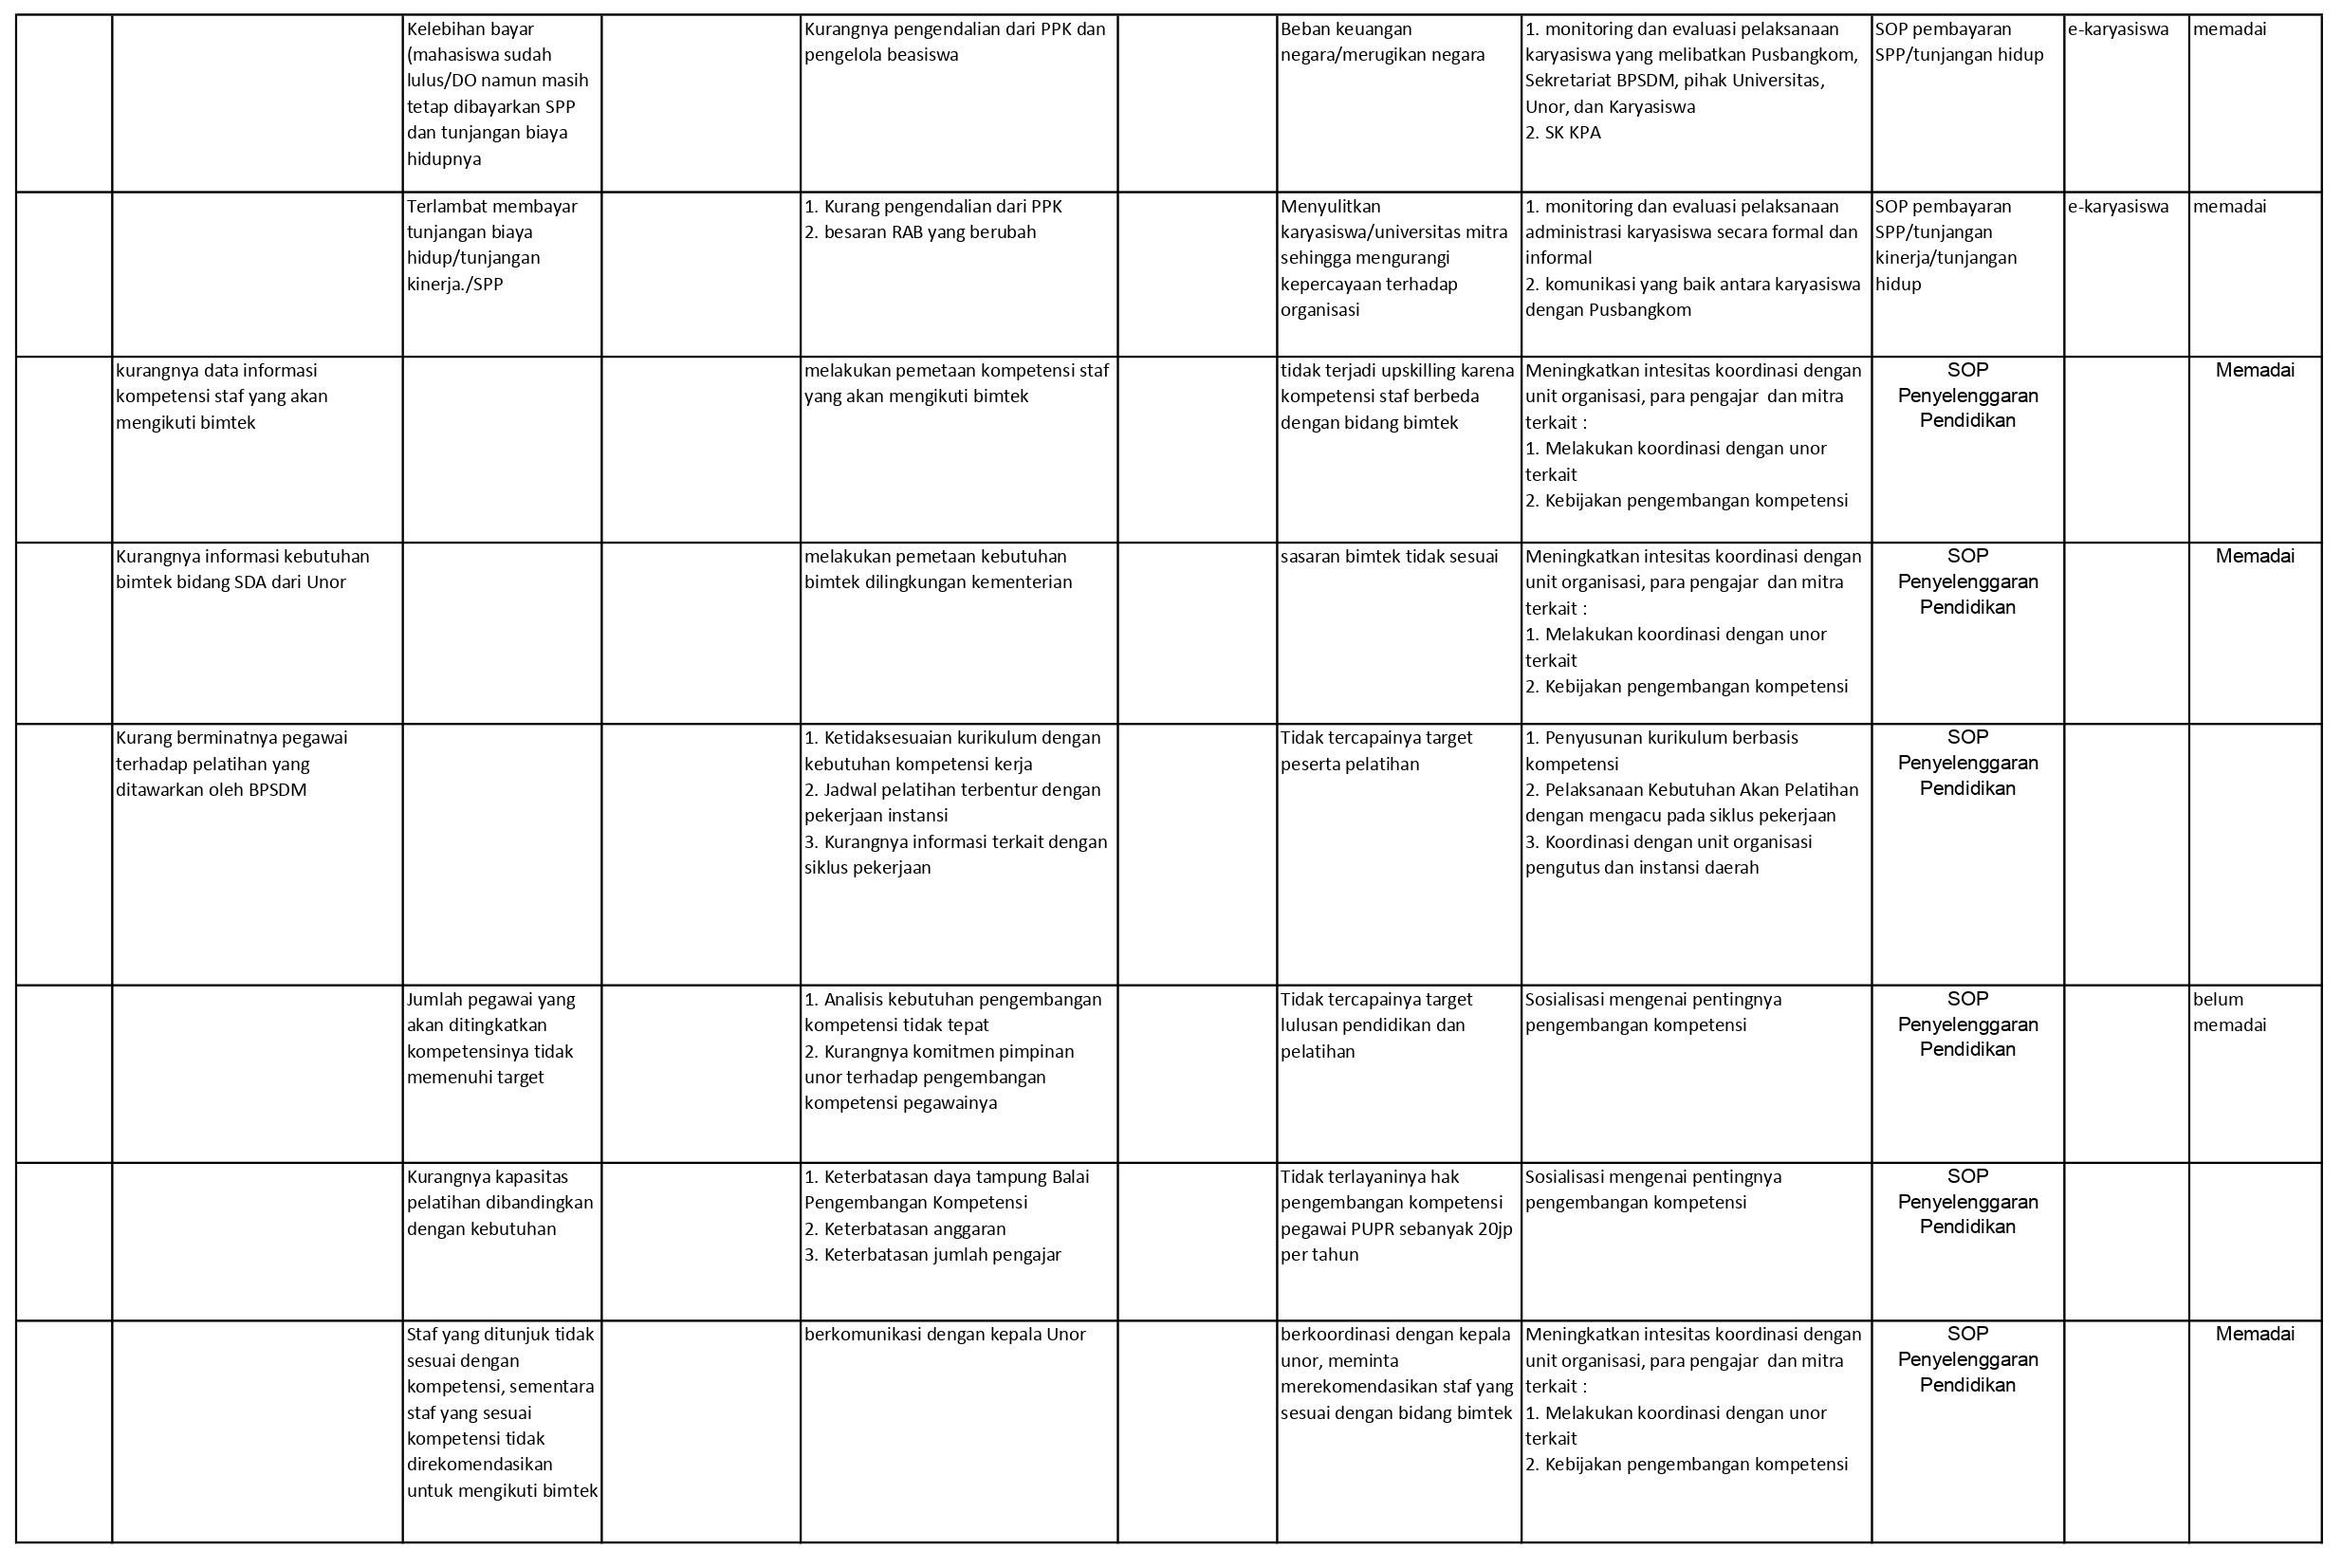 Kelebihan bayar
(mahasiswa sudah
lulus/DO namun masih
tetap dibayarkan SPP
dan tunjangan biaya
hidupnya
Kurangnya pengendalian dari PPK dan
pengelola beasiswa
Beban keuangan
negara/merugikan negara
1. monitoring dan evaluasi pelaksanaan
karyasiswa yang melibatkan Pusbangkom,
Sekretariat BPSDM, pihak Universitas,
Unor, dan Karyasiswa
2. SK KPA
SOP pembayaran
SPP/tunjangan hidup
e-karyasiswa
memadai
Terlambat membayar
tunjangan biaya
hidup/tunjangan
kinerja./SPP
1. Kurang pengendalian dari PPK
2. besaran RAB yang berubah
Menyulitkan
karyasiswa/universitas mitra
sehingga mengurangi
kepercayaan terhadap
organisasi
1. monitoring dan evaluasi pelaksanaan
administrasi karyasiswa secara formal dan
informal
2. komunikasi yang baik antara karyasiswa
dengan Pusbangkom
SOP pembayaran
SPP/tunjangan
kinerja/tunjangan
hidup
e-karyasiswa
memadai
kurangnya data informasi
kompetensi staf yang akan
mengikuti bimtek
melakukan pemetaan kompetensi staf
yang akan mengikuti bimtek
tidak terjadi upskilling karena
kompetensi staf berbeda
dengan bidang bimtek
Meningkatkan intesitas koordinasi dengan
unit organisasi, para pengajar  dan mitra
terkait :
1. Melakukan koordinasi dengan unor
terkait
2. Kebijakan pengembangan kompetensi
SOP
Penyelenggaran
Pendidikan
Memadai
Kurangnya informasi kebutuhan
bimtek bidang SDA dari Unor
melakukan pemetaan kebutuhan
bimtek dilingkungan kementerian
sasaran bimtek tidak sesuai
Meningkatkan intesitas koordinasi dengan
unit organisasi, para pengajar  dan mitra
terkait :
1. Melakukan koordinasi dengan unor
terkait
2. Kebijakan pengembangan kompetensi
SOP
Penyelenggaran
Pendidikan
Memadai
Kurang berminatnya pegawai
terhadap pelatihan yang
ditawarkan oleh BPSDM
1. Ketidaksesuaian kurikulum dengan
kebutuhan kompetensi kerja
2. Jadwal pelatihan terbentur dengan
pekerjaan instansi
3. Kurangnya informasi terkait dengan
siklus pekerjaan
Tidak tercapainya target
peserta pelatihan
1. Penyusunan kurikulum berbasis
kompetensi
2. Pelaksanaan Kebutuhan Akan Pelatihan
dengan mengacu pada siklus pekerjaan
3. Koordinasi dengan unit organisasi
pengutus dan instansi daerah
SOP
Penyelenggaran
Pendidikan
Jumlah pegawai yang
akan ditingkatkan
kompetensinya tidak
memenuhi target
1. Analisis kebutuhan pengembangan
kompetensi tidak tepat
2. Kurangnya komitmen pimpinan
unor terhadap pengembangan
kompetensi pegawainya
Tidak tercapainya target
lulusan pendidikan dan
pelatihan
Sosialisasi mengenai pentingnya
pengembangan kompetensi
SOP
Penyelenggaran
Pendidikan
belum
memadai
Kurangnya kapasitas
pelatihan dibandingkan
dengan kebutuhan
1. Keterbatasan daya tampung Balai
Pengembangan Kompetensi
2. Keterbatasan anggaran
3. Keterbatasan jumlah pengajar
Tidak terlayaninya hak
pengembangan kompetensi
pegawai PUPR sebanyak 20jp
per tahun
Sosialisasi mengenai pentingnya
pengembangan kompetensi
SOP
Penyelenggaran
Pendidikan
Staf yang ditunjuk tidak
sesuai dengan
kompetensi, sementara
staf yang sesuai
kompetensi tidak
direkomendasikan
untuk mengikuti bimtek
berkomunikasi dengan kepala Unor
berkoordinasi dengan kepala
unor, meminta
merekomendasikan staf yang
sesuai dengan bidang bimtek
Meningkatkan intesitas koordinasi dengan
unit organisasi, para pengajar  dan mitra
terkait :
1. Melakukan koordinasi dengan unor
terkait
2. Kebijakan pengembangan kompetensi
SOP
Penyelenggaran
Pendidikan
Memadai